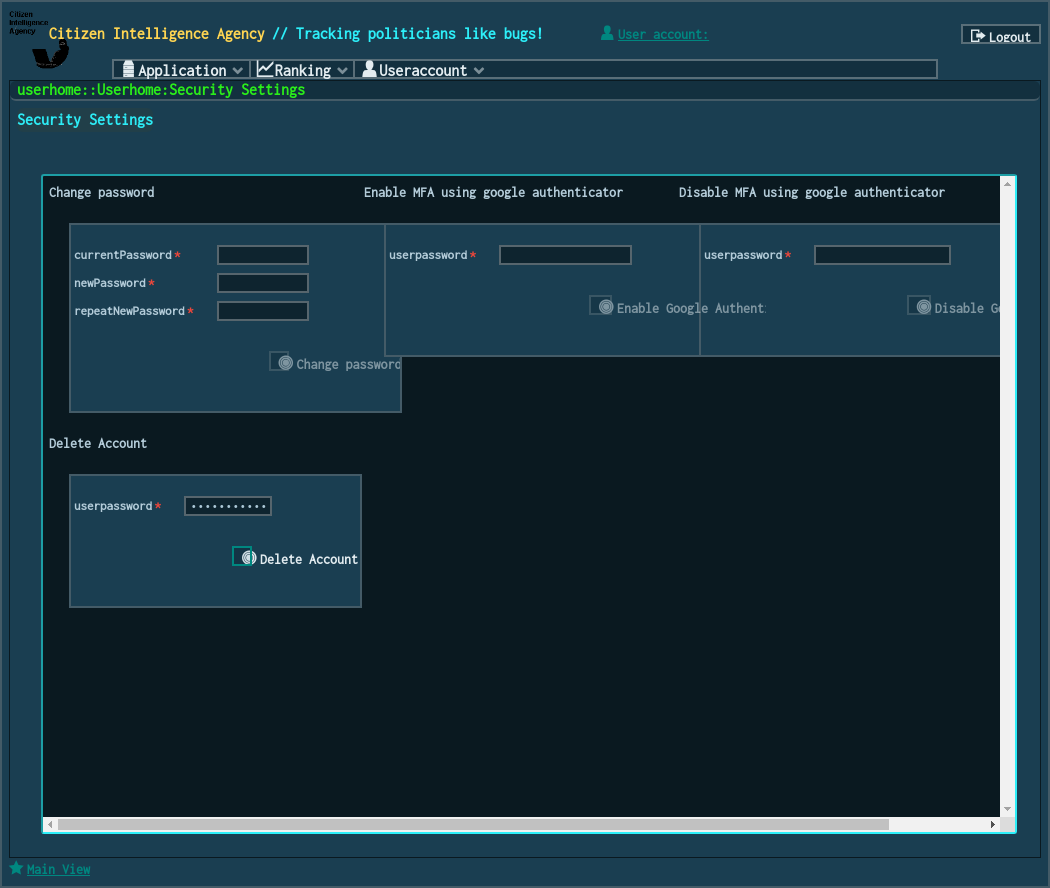 Citizen
Intelligence
Agency
Citizen Intelligence Agency // Tracking politicians like bugs!
User account:
Logout
Application Ranking Useraccount
userhome::Userhome:Security Settings
Security Settings
Change password Enable MFA using google authenticator Disable MFA using google authenticator
currentPassword* userpassword* userpassword*
newPassword*
repeatNewPassword*
Enable Google Authent Disable G
Change password
Delete Account
userpassword* •••••••••••
Delete Account
Main View